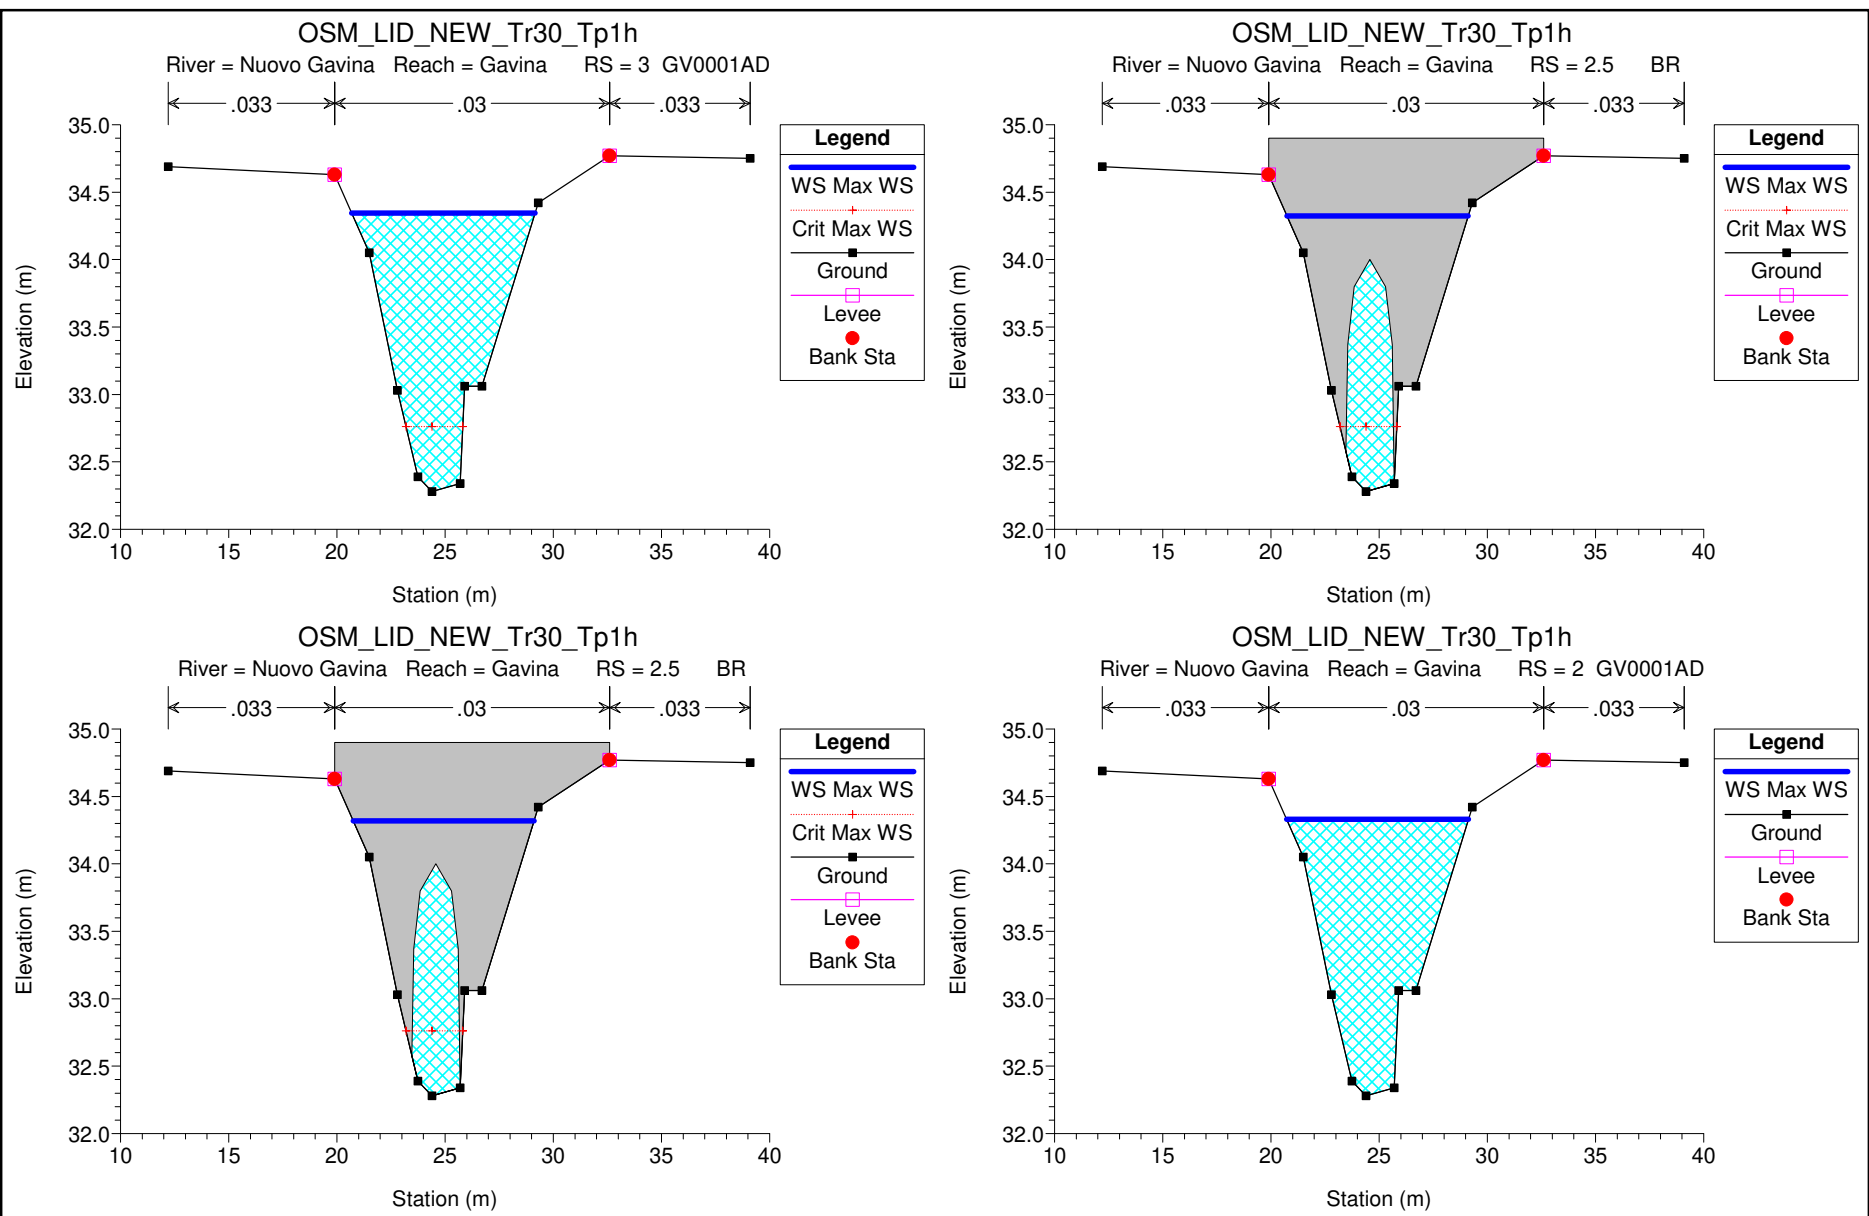 OSM_LID_NEW_Tr30_Tp1h
River = Nuovo Gavina Reach = Gavina RS = 3 GV0001AD
.033 .03 .033
35.0
34.5
34.0
33.5
33.0
32.5
32.0
10 15 20 25 30 35 40
Elevation (m)
Station (m)
Legend
WS Max WS
Crit Max WS
Ground
Levee
Bank Sta
OSM_LID_NEW_Tr30_Tp1h
River = Nuovo Gavina Reach = Gavina RS = 2.5 BR
.033 .03 .033
35.0
34.5
34.0
33.5
33.0
32.5
32.0
10 15 20 25 30 35 40
Elevation (m)
Station (m)
Legend
WS Max WS
Crit Max WS
Ground
Levee
Bank Sta
OSM_LID_NEW_Tr30_Tp1h
River = Nuovo Gavina Reach = Gavina RS = 2.5 BR
.033 .03 .033
35.0
34.5
34.0
33.5
33.0
32.5
32.0
10 15 20 25 30 35 40
Elevation (m)
Station (m)
Legend
WS Max WS
Crit Max WS
Ground
Levee
Bank Sta
OSM_LID_NEW_Tr30_Tp1h
River = Nuovo Gavina Reach = Gavina RS = 2 GV0001AD
.033 .03 .033
35.0
34.5
34.0
33.5
33.0
32.5
32.0
10 15 20 25 30 35 40
Elevation (m)
Station (m)
Legend
WS Max WS
Ground
Levee
Bank Sta